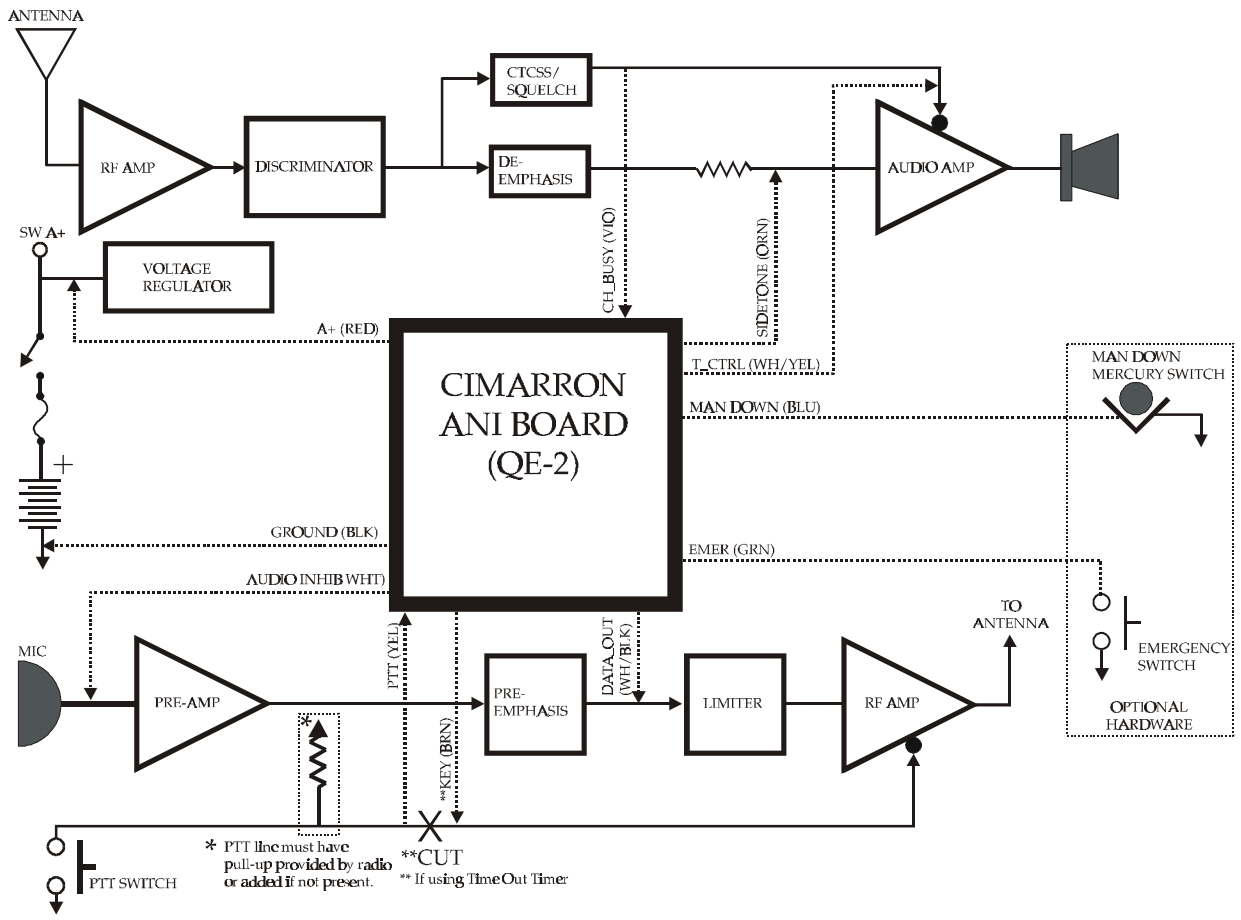 ANTENNA
RF AMP
DISCRIMINATOR
CTCSS/
SQUELCH
DE-
EMPHASIS
AUDIO AMP
SW A+
VOLTAGE
REGULATOR
A+ (RED)
CH_BUSY (VIO)
SIDETONE (ORN)
T_CTRL (WH/YEL)
MAN DOWN (BLU)
MAN DOWN
MERCURY SWITCH
CIMARRON
ANI BOARD
(QE-2)
+
GROUND (BLK)
AUDIO INHIB WHT)
EMER (GRN)
MIC
PRE-AMP
PTT (YEL)
**KEY (BRN)
PRE-
EMPHASIS
DATA_OUT
(WH/BLK)
LIMITER
RF AMP
TO
ANTENNA
EMERGENCY
SWITCH
OPTIONAL
HARDWARE
*
PTT SWITCH
* PTT line must have
pull-up provided by radio
or added if not present.
**CUT
** If using Time Out Timer